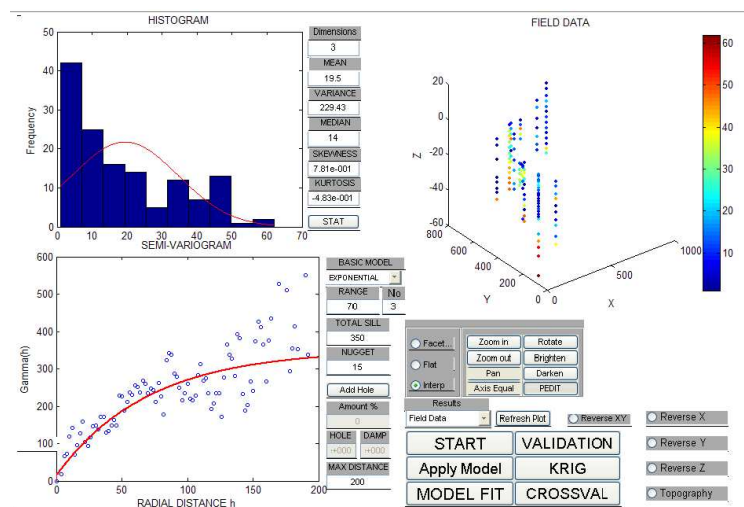 HISTOGRAM
50
40
30
20
10
0
Frequency
0 10 20 30 40 50 60 70
SEMI-VARIOGRAM
Dimensions
3
MEAN
19.5
VARIANCE
229.43
MEDIAN
14
SKEWNESS
7.81e-001
KURTOSIS
-4.83e-001
STAT
FIELD DATA
20
0
-20
-40
-60
Z
800
600
400
200
0
Y
0
500
1000
X
60
50
40
30
20
10
600
500
400
300
200
100
0
Gamma(h)
0 50 100 150 200
RADIAL DISTANCE h
BASIC MODEL
EXPONENTIAL
RANGE No
70 3
TOTAL SILL
350
NUGGET
15
Add Hole
Amount %
0
HOLE DAMP
i+000 i+000
MAX DISTANCE
200
Facet...
Flat
Interp
Zoom in Rotate
Zoom out Brighten
Pan Darken
Axis Equal PEDIT
Results
Field Data Refresh Plot Reverse XY
START VALIDATION
Apply Model KRIG
MODEL FIT CROSSVAL
Reverse X
Reverse Y
Reverse Z
Topography